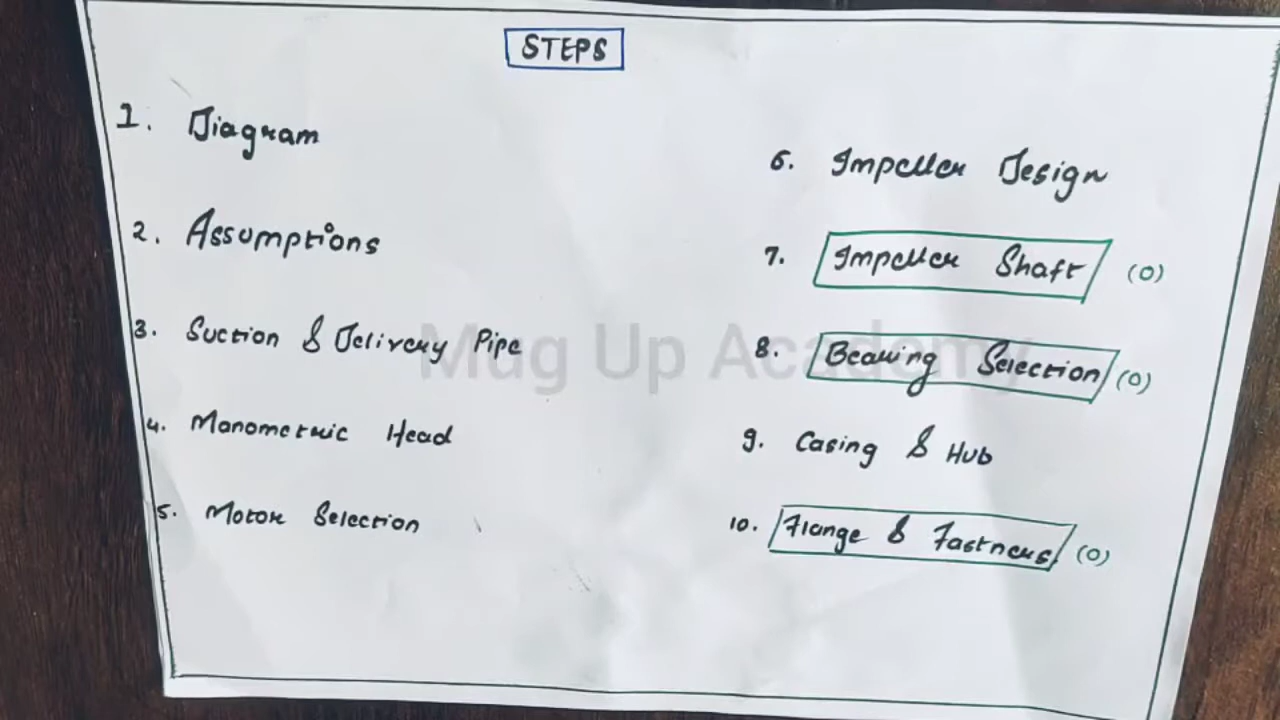 STEPS
1. Diagram
2. Assumptions
3. Suction & Delivery Pipe
4. Monometric Head
5. Motor Selection
6. Impeller Design
7. Impeller Shaft (0)
8. Bearing Selection (0)
9. Casing & Hub
10. Flange & Fastners (0)
Mug Up Academy